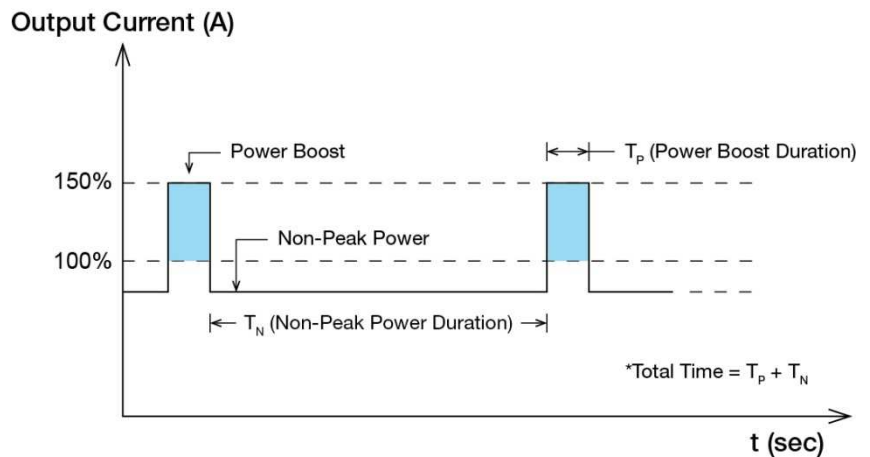 Output Current (A)
Power Boost
T_P (Power Boost Duration)
150%
Non-Peak Power
100%
T_N (Non-Peak Power Duration)
*Total Time = T_P + T_N
t (sec)